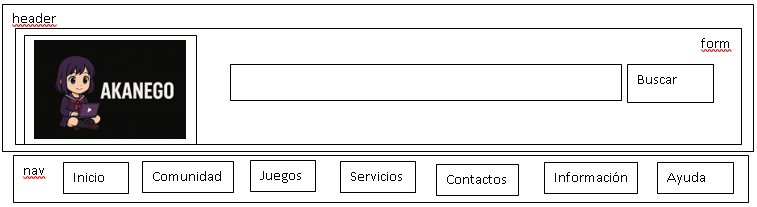 header
form
AKANEGO
Buscar
nav
Inicio
Comunidad
Juegos
Servicios
Contactos
Información
Ayuda